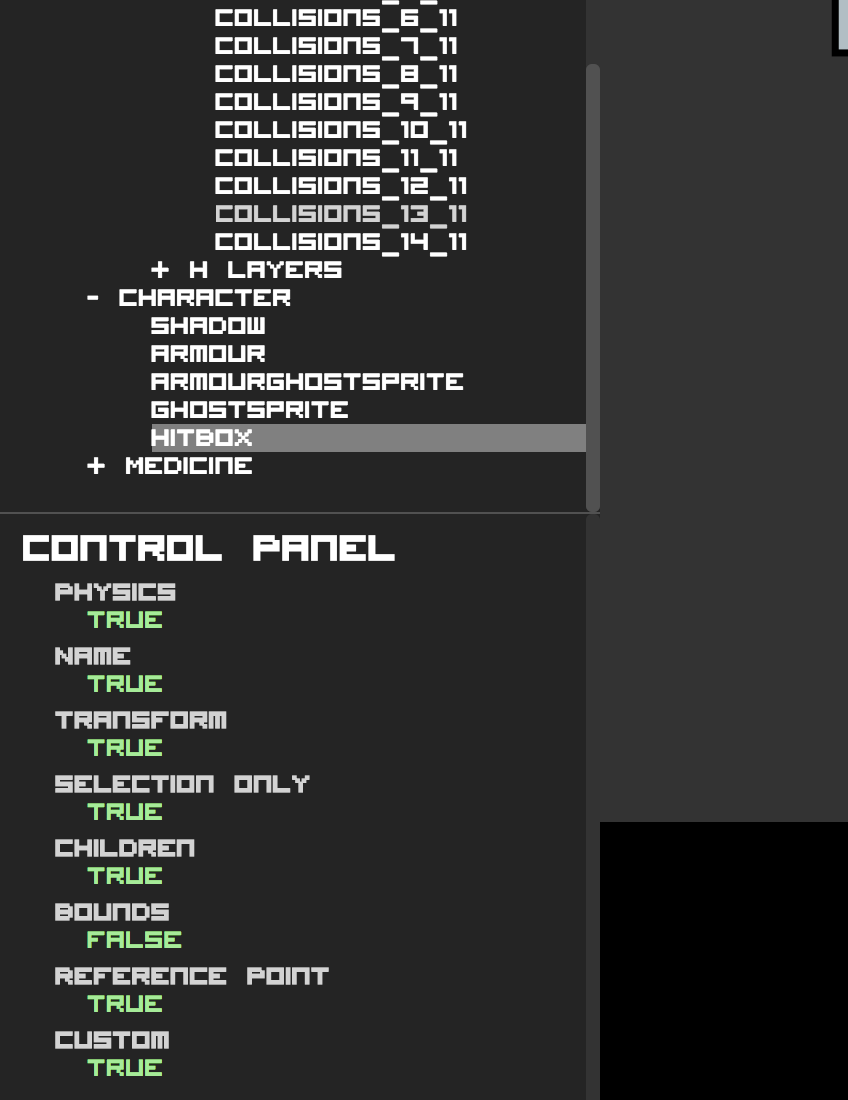 COLLISIONS_6_11
COLLISIONS_7_11
COLLISIONS_8_11
COLLISIONS_9_11
COLLISIONS_10_11
COLLISIONS_11_11
COLLISIONS_12_11
COLLISIONS_13_11
COLLISIONS_14_11
+ H LAYERS
- CHARACTER
SHADOW
ARMOUR
ARMOURGHOSTSPRITE
GHOSTSPRITE
HITBOX
+ MEDICINE
CONTROL PANEL
PHYSICS
TRUE
NAME
TRUE
TRANSFORM
TRUE
SELECTION ONLY
TRUE
CHILDREN
TRUE
BOUNDS
FALSE
REFERENCE POINT
TRUE
CUSTOM
TRUE